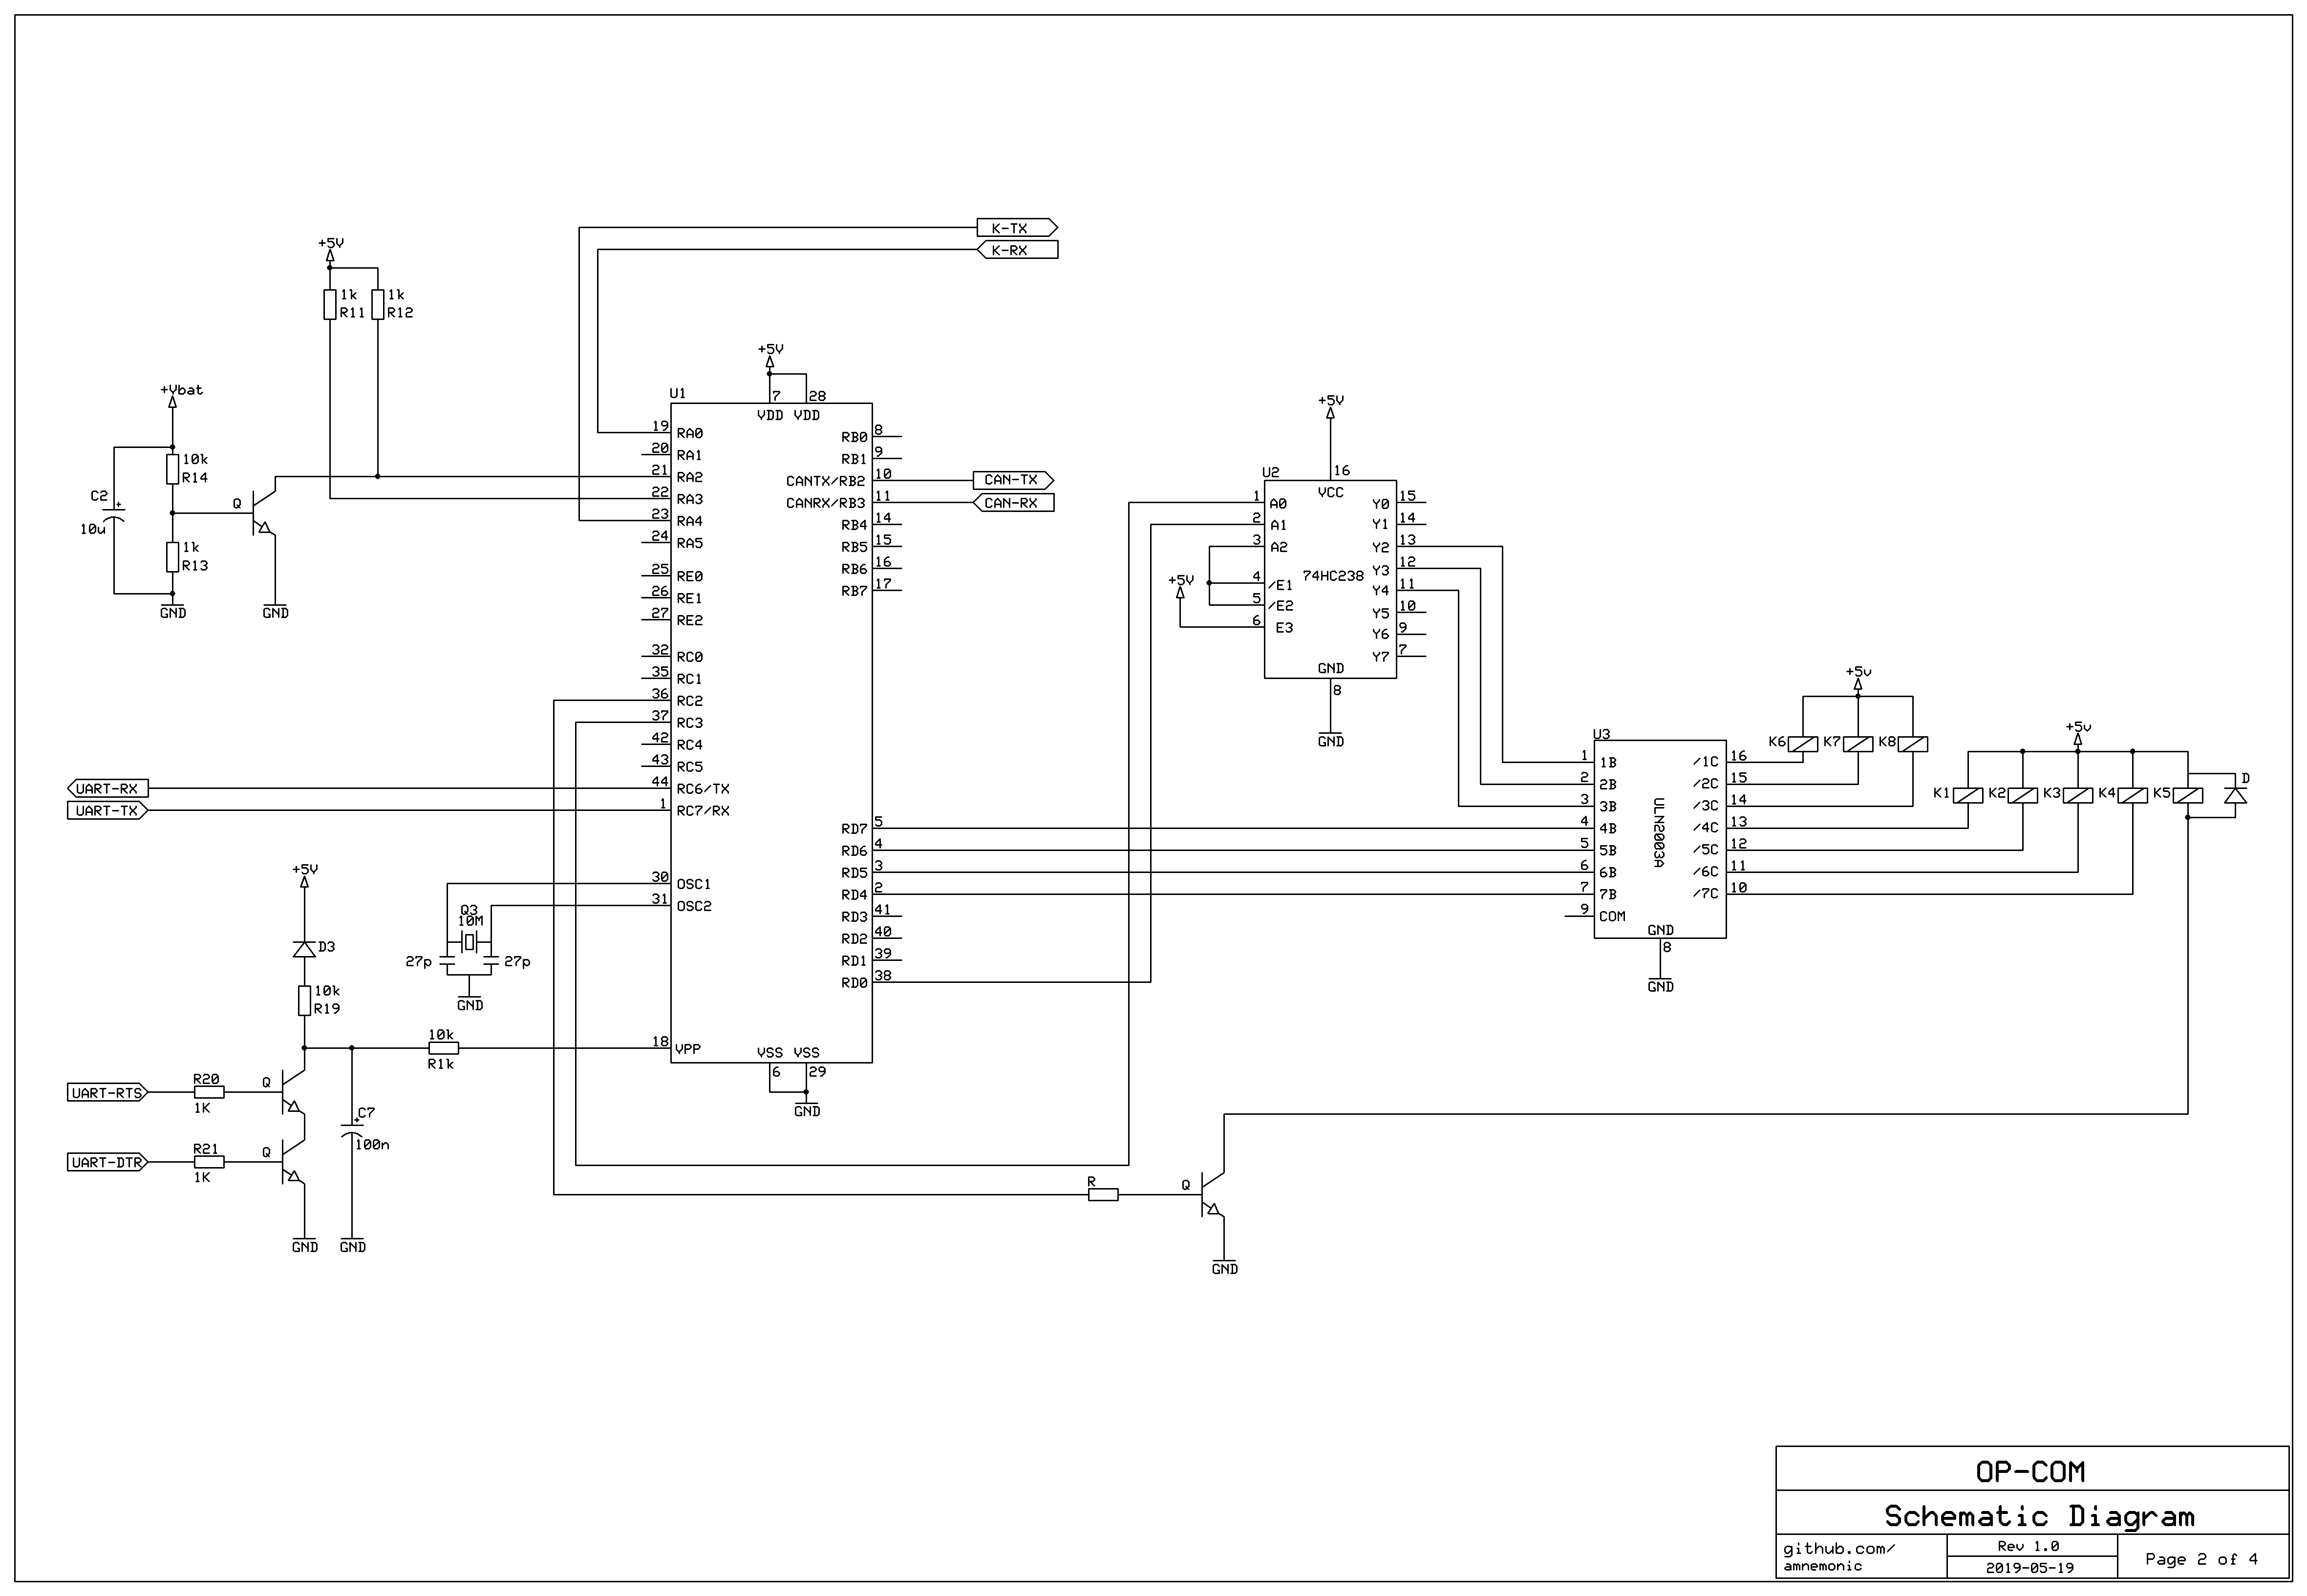 K-TX
K-RX
+5V
1k
R11
1k
R12
+Vbat
10k
R14
C2
+
10u
Q
1k
R13
GND
GND
+5V
U1
7
28
VDD
VDD
19
RA0
20
RA1
21
RA2
22
RA3
23
RA4
24
RA5
25
RE0
26
RE1
27
RE2
32
RC0
35
RC1
36
RC2
37
RC3
42
RC4
43
RC5
44
RC6/TX
1
RC7/RX
30
OSC1
31
OSC2
18
VPP
RB0
8
RB1
9
CANTX/RB2
10
CAN-TX
CANRX/RB3
11
CAN-RX
RB4
14
RB5
15
RB6
16
RB7
17
RD7
5
RD6
4
RD5
3
RD4
2
RD3
41
RD2
40
RD1
39
RD0
38
VSS
VSS
6
29
GND
UART-RX
UART-TX
+5V
D3
10k
R19
Q3
10M
27p
27p
GND
10k
R1k
UART-RTS
R20
1K
Q
C7
+
100n
UART-DTR
R21
1K
Q
GND
GND
+5V
U2
16
VCC
1
A0
2
A1
3
A2
+5V
4
/E1
5
/E2
6
E3
74HC238
Y0
15
Y1
14
Y2
13
Y3
12
Y4
11
Y5
10
Y6
9
Y7
7
GND
8
GND
U3
1
1B
2
2B
3
3B
4
4B
5
5B
6
6B
7
7B
9
COM
ULN2003A
/1C
16
/2C
15
/3C
14
/4C
13
/5C
12
/6C
11
/7C
10
GND
8
GND
+5v
K6
K7
K8
+5v
K1
K2
K3
K4
K5
D
R
Q
GND
OP-COM
Schematic Diagram
github.com/
amnemonic
Rev 1.0
2019-05-19
Page 2 of 4